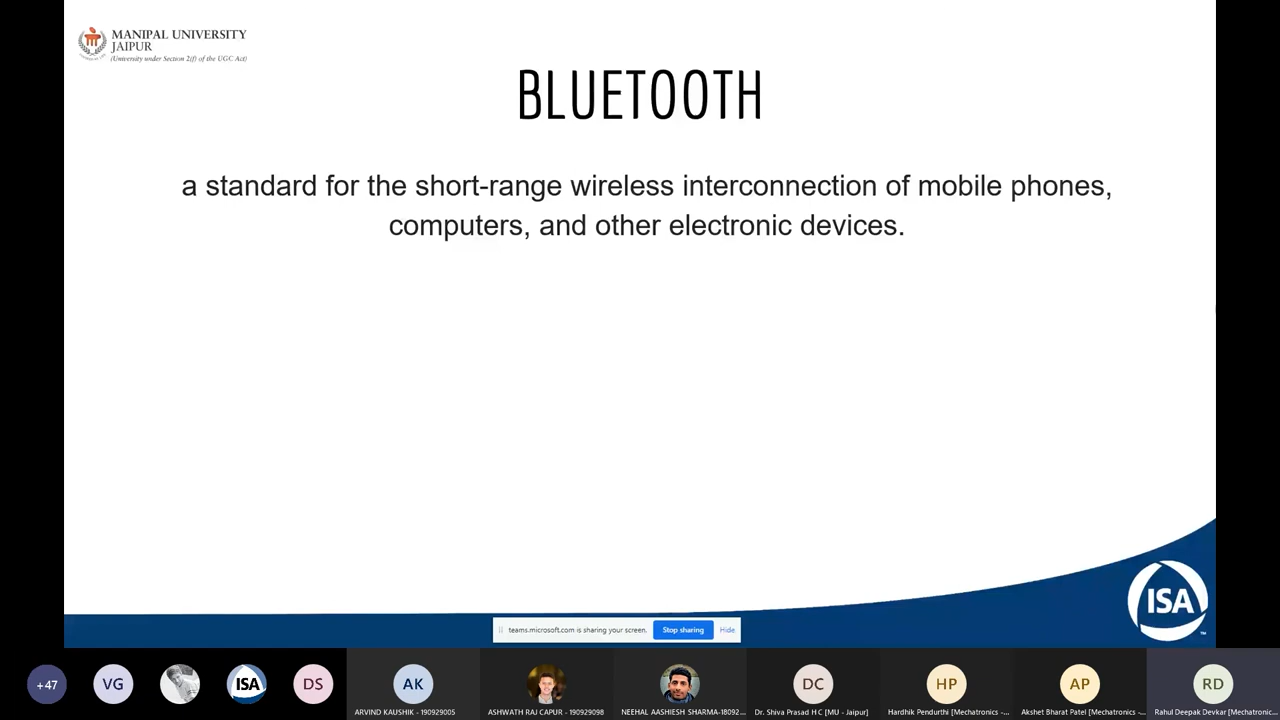 MANIPAL UNIVERSITY
JAIPUR
(University under Section 2(f) of the UGC Act)
BLUETOOTH
a standard for the short-range wireless interconnection of mobile phones,
computers, and other electronic devices.
ISA
TM
teams.microsoft.com is sharing your screen. Stop sharing Hide
+47 VG ISA DS AK DC HP AP RD
ARVIND KAUSHIK - 190929005 ASHWATH RAJ CAPUR - 190929098 NEEHAL AASHIESH SHARMA-18092... Dr. Shiva Prasad H C [MU - Jaipur] Hardhik Pendurthi [Mechatronics -... Akshet Bharat Patel [Mechatronics -... Rahul Deepak Devkar [Mechatronic...